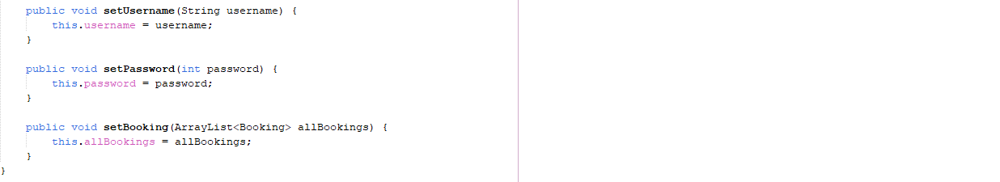 public void setUsername(String username) {
this.username = username;
}
public void setPassword(int password) {
this.password = password;
}
public void setBooking(ArrayList<Booking> allBookings) {
this.allBookings = allBookings;
}
}